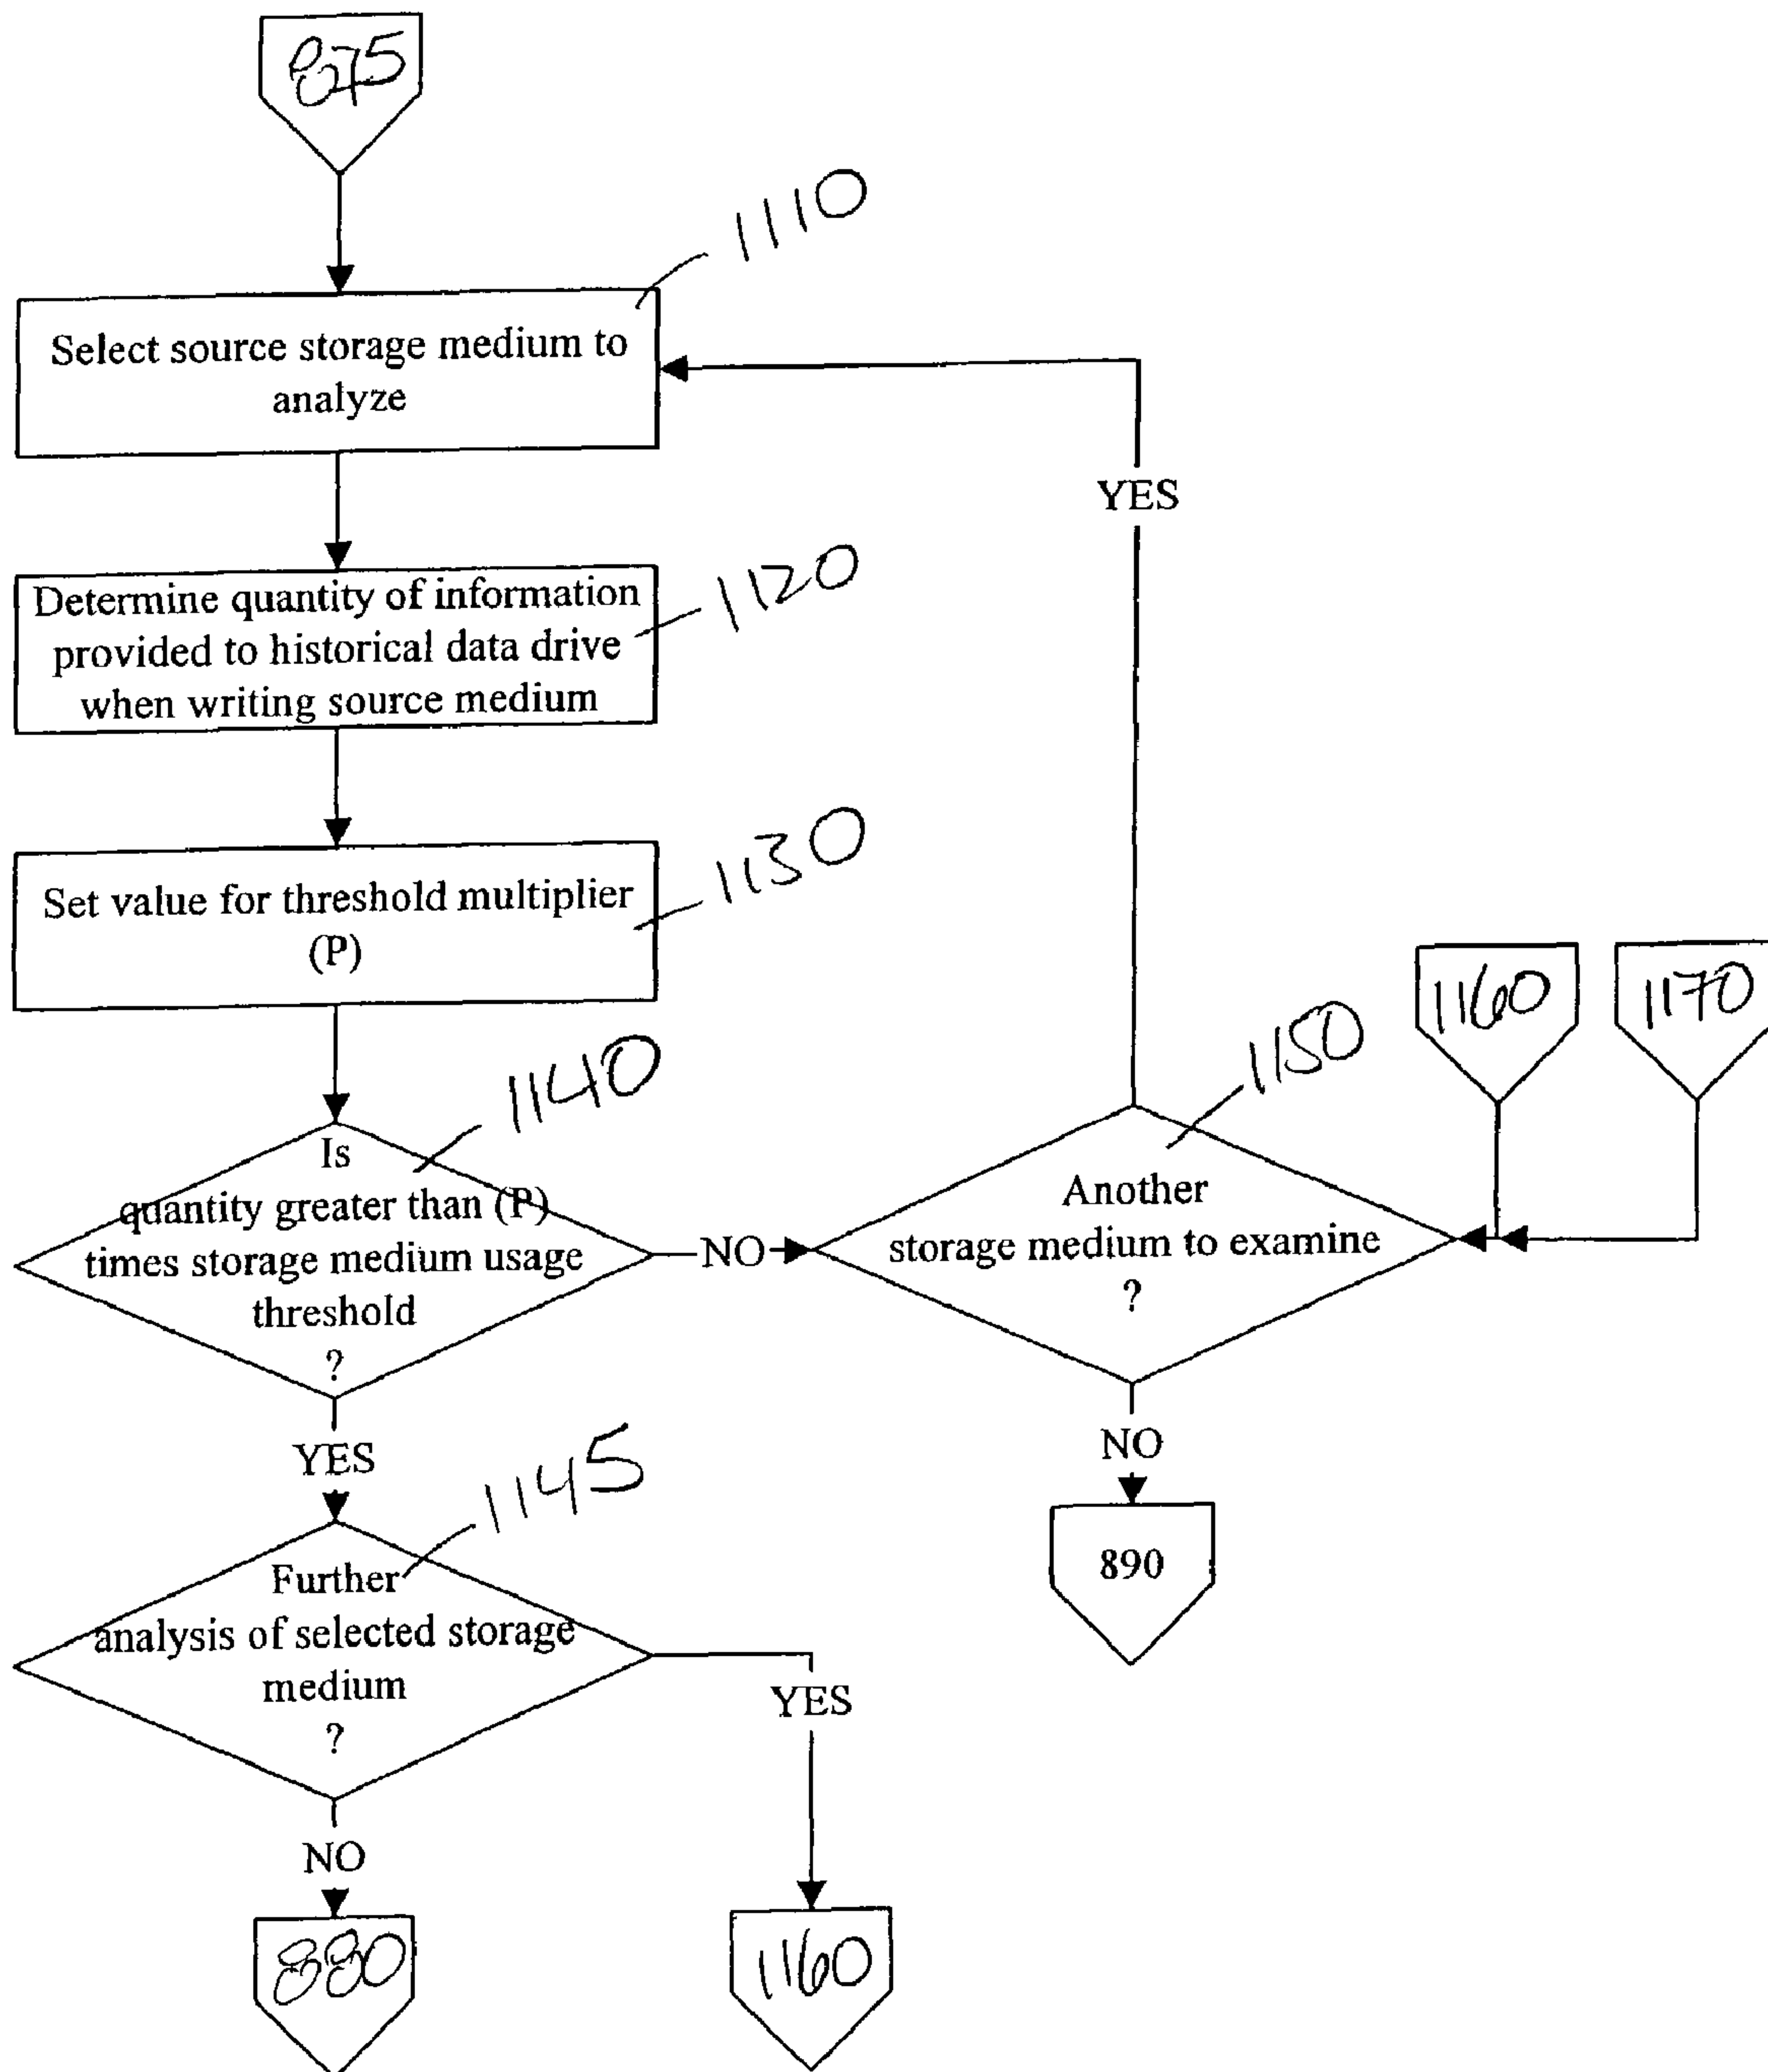 875
1110
Select source storage medium to
analyze
YES
1120
Determine quantity of information
provided to historical data drive
when writing source medium
1130
Set value for threshold multiplier
(P)
1160
1170
1140
1150
Is
quantity greater than (P)
times storage medium usage
threshold
?
NO
Another
storage medium to examine
?
YES
NO
1145
890
Further
analysis of selected storage
medium
?
YES
NO
880
1160